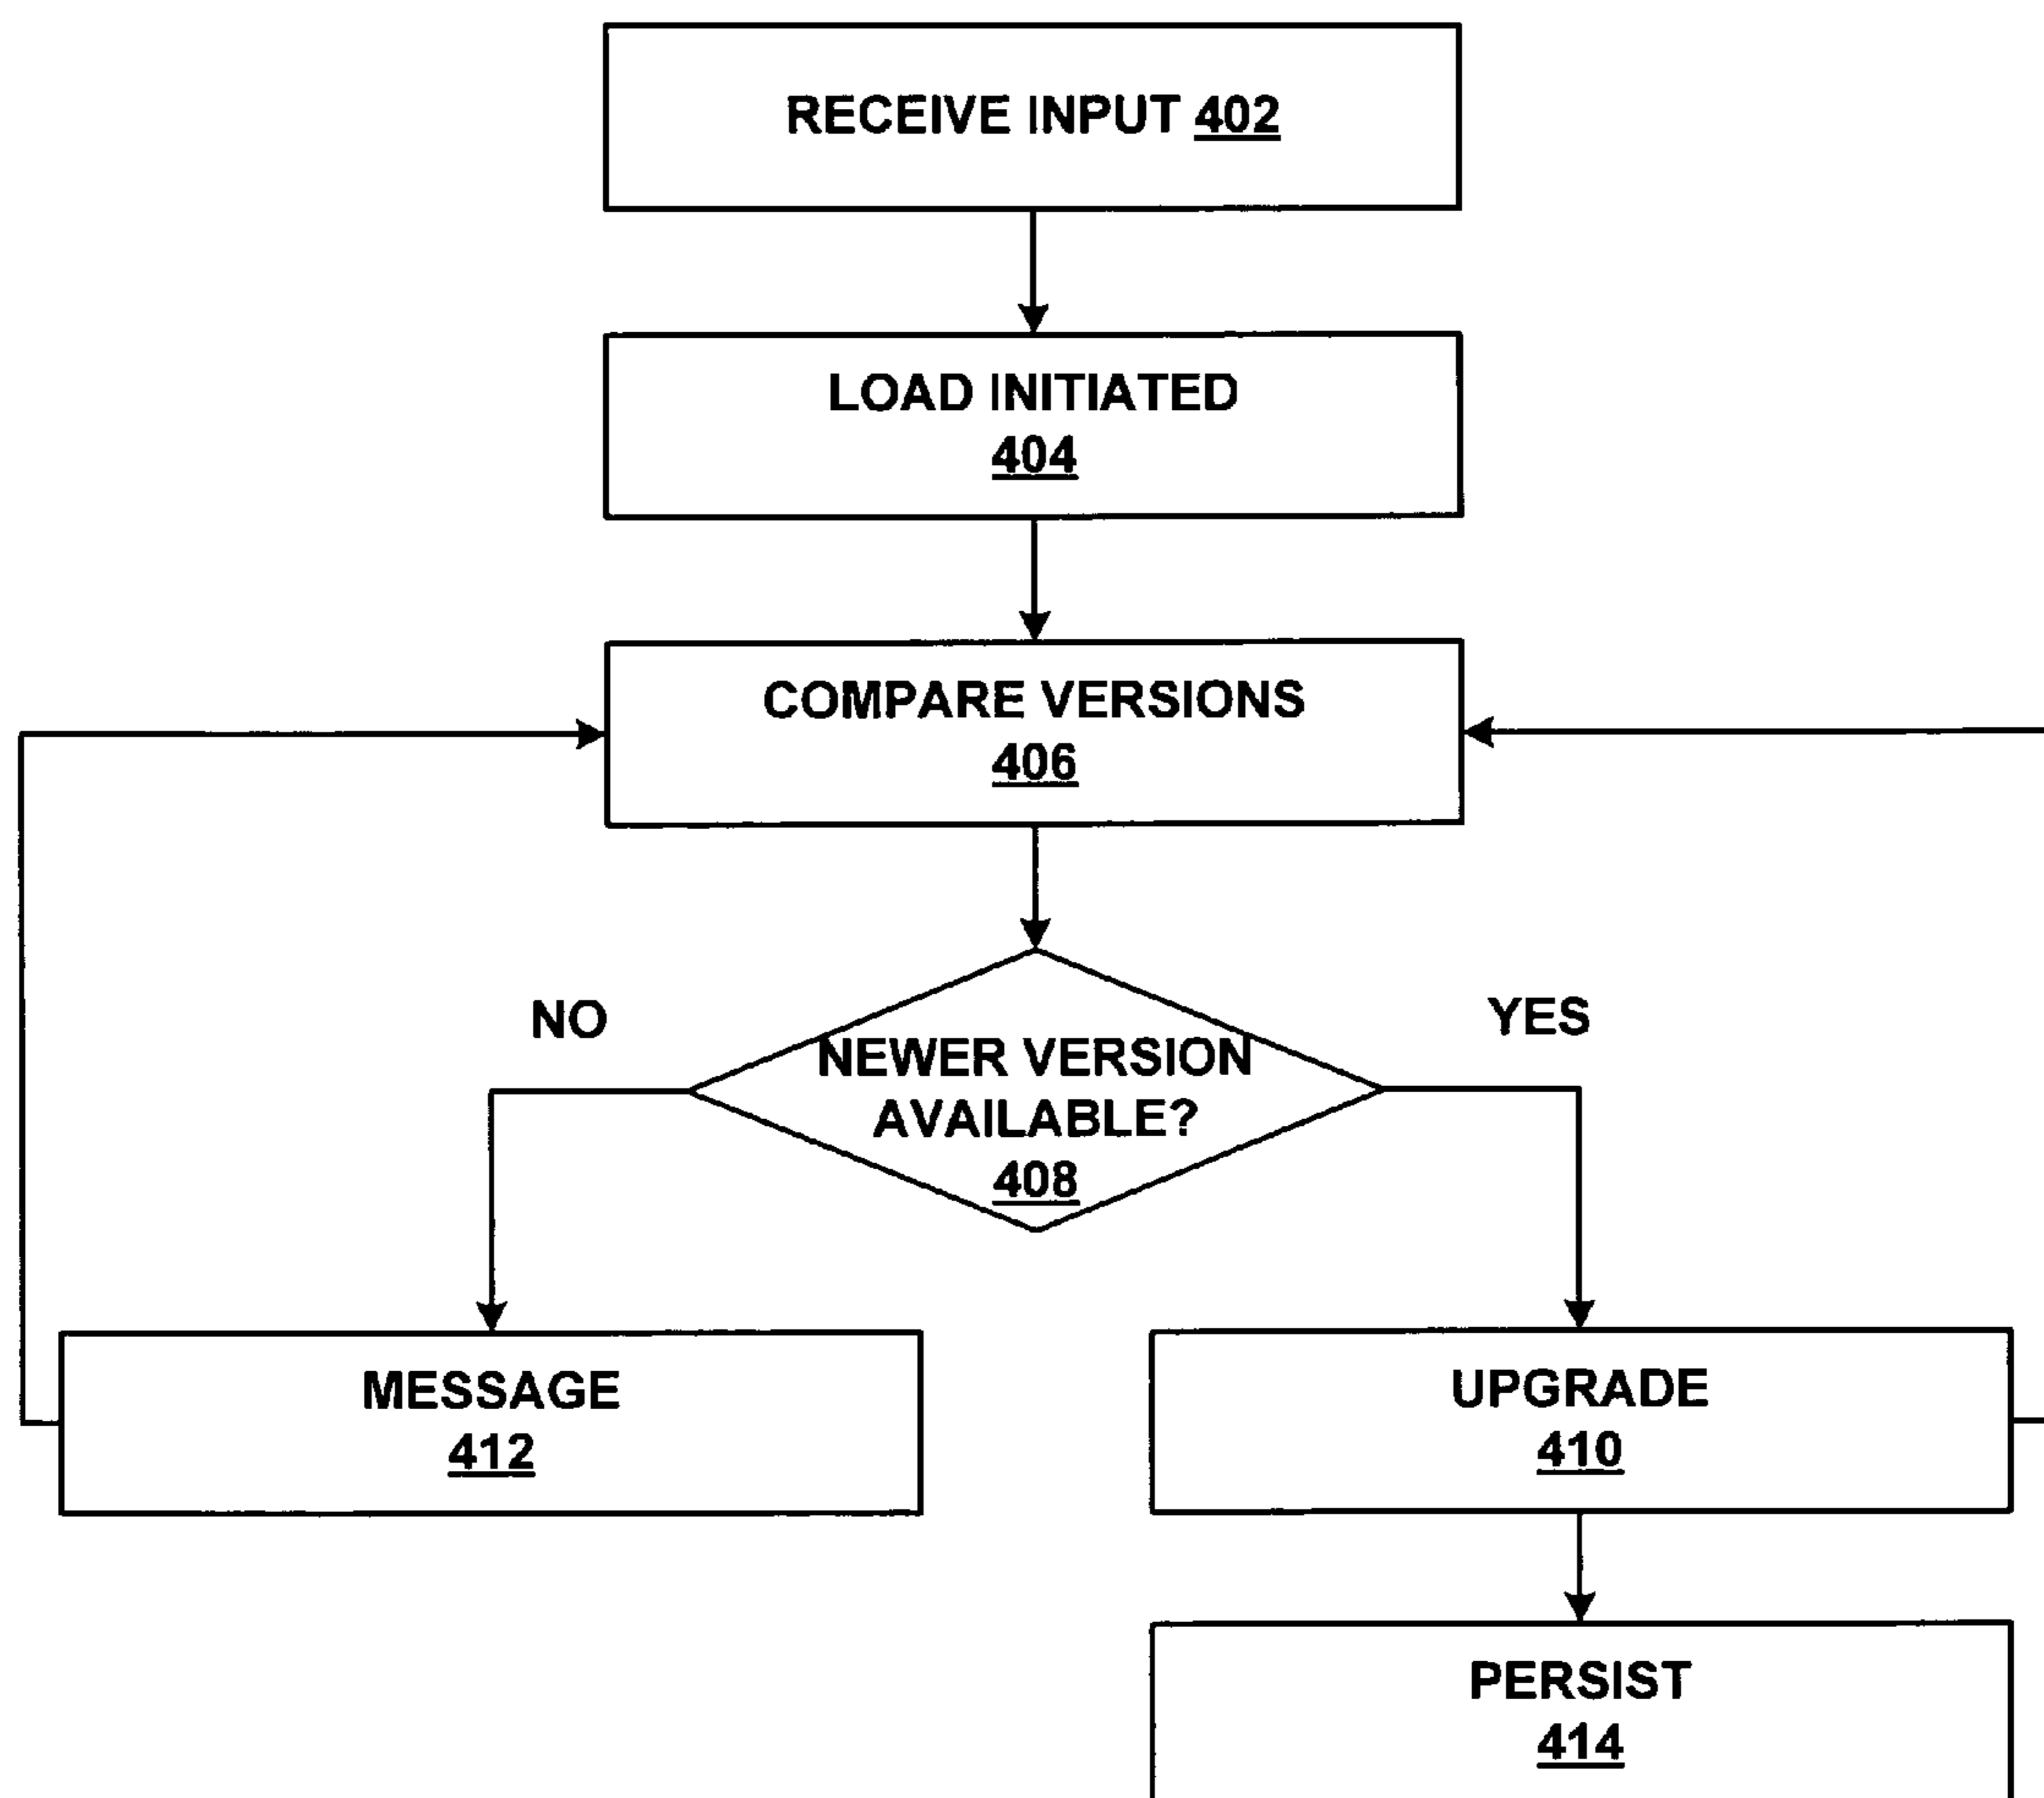 RECEIVE INPUT 402
LOAD INITIATED
404
COMPARE VERSIONS
406
NO
YES
NEWER VERSION
AVAILABLE?
408
MESSAGE
412
UPGRADE
410
PERSIST
414